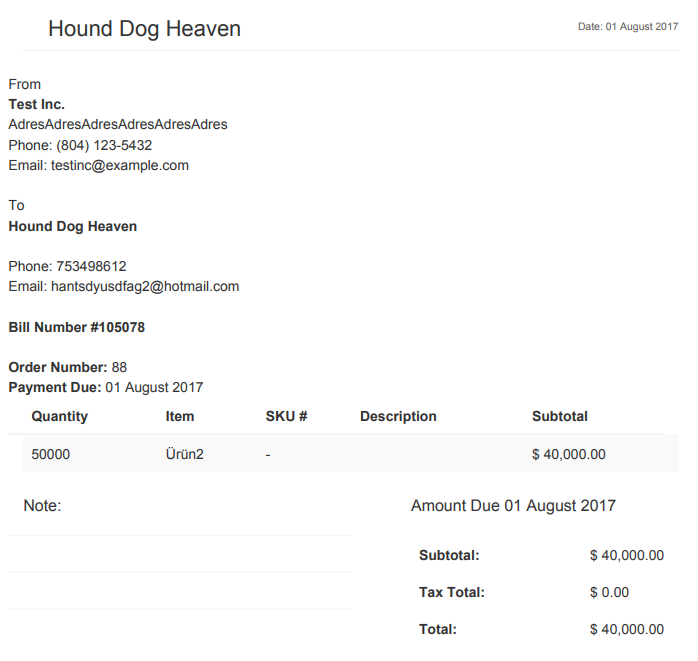 Hound Dog Heaven
Date: 01 August 2017
From
Test Inc.
AdresAdresAdresAdresAdresAdres
Phone: (804) 123-5432
Email: testinc@example.com
To
Hound Dog Heaven
Phone: 753498612
Email: hantsdyusdfag2@hotmail.com
Bill Number #105078
Order Number: 88
Payment Due: 01 August 2017
Quantity Item SKU # Description Subtotal
50000 Ürün2 - $ 40,000.00
Note:
Amount Due 01 August 2017
Subtotal: $ 40,000.00
Tax Total: $ 0.00
Total: $ 40,000.00